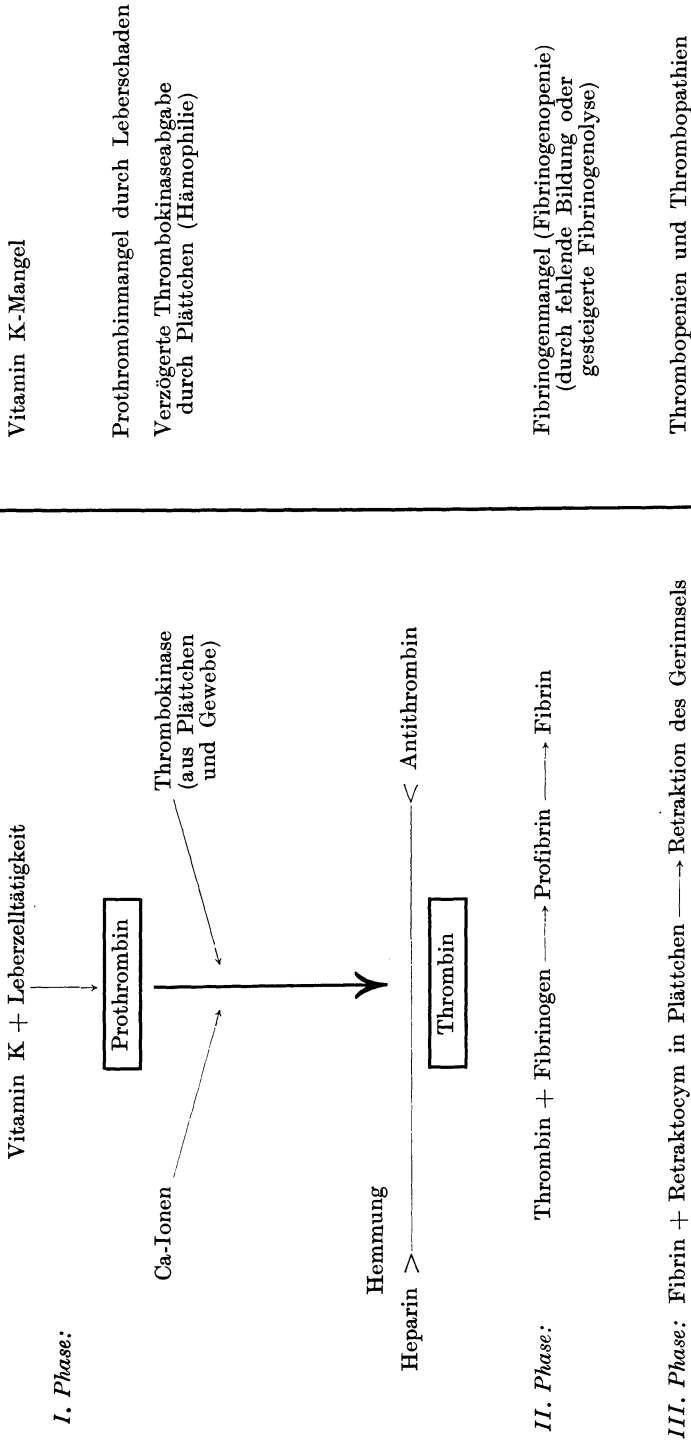 Vitamin K + Leberzelltätigkeit
Vitamin K-Mangel
I. Phase:
Prothrombin
Prothrombinmangel durch Leberschaden
Ca-Ionen
Thrombokinase
(aus Plättchen
und Gewebe)
Verzögerte Thrombokinaseabgabe
durch Plättchen (Hämophilie)
Hemmung
Heparin > < Antithrombin
Thrombin
II. Phase: Thrombin + Fibrinogen → Profibrin → Fibrin
Fibrinogenmangel (Fibrinogenopenie)
(durch fehlende Bildung oder
gesteigerte Fibrinogenolyse)
III. Phase: Fibrin + Retraktocym in Plättchen → Retraktion des Gerinnsels
Thrombopenien und Thrombopathien